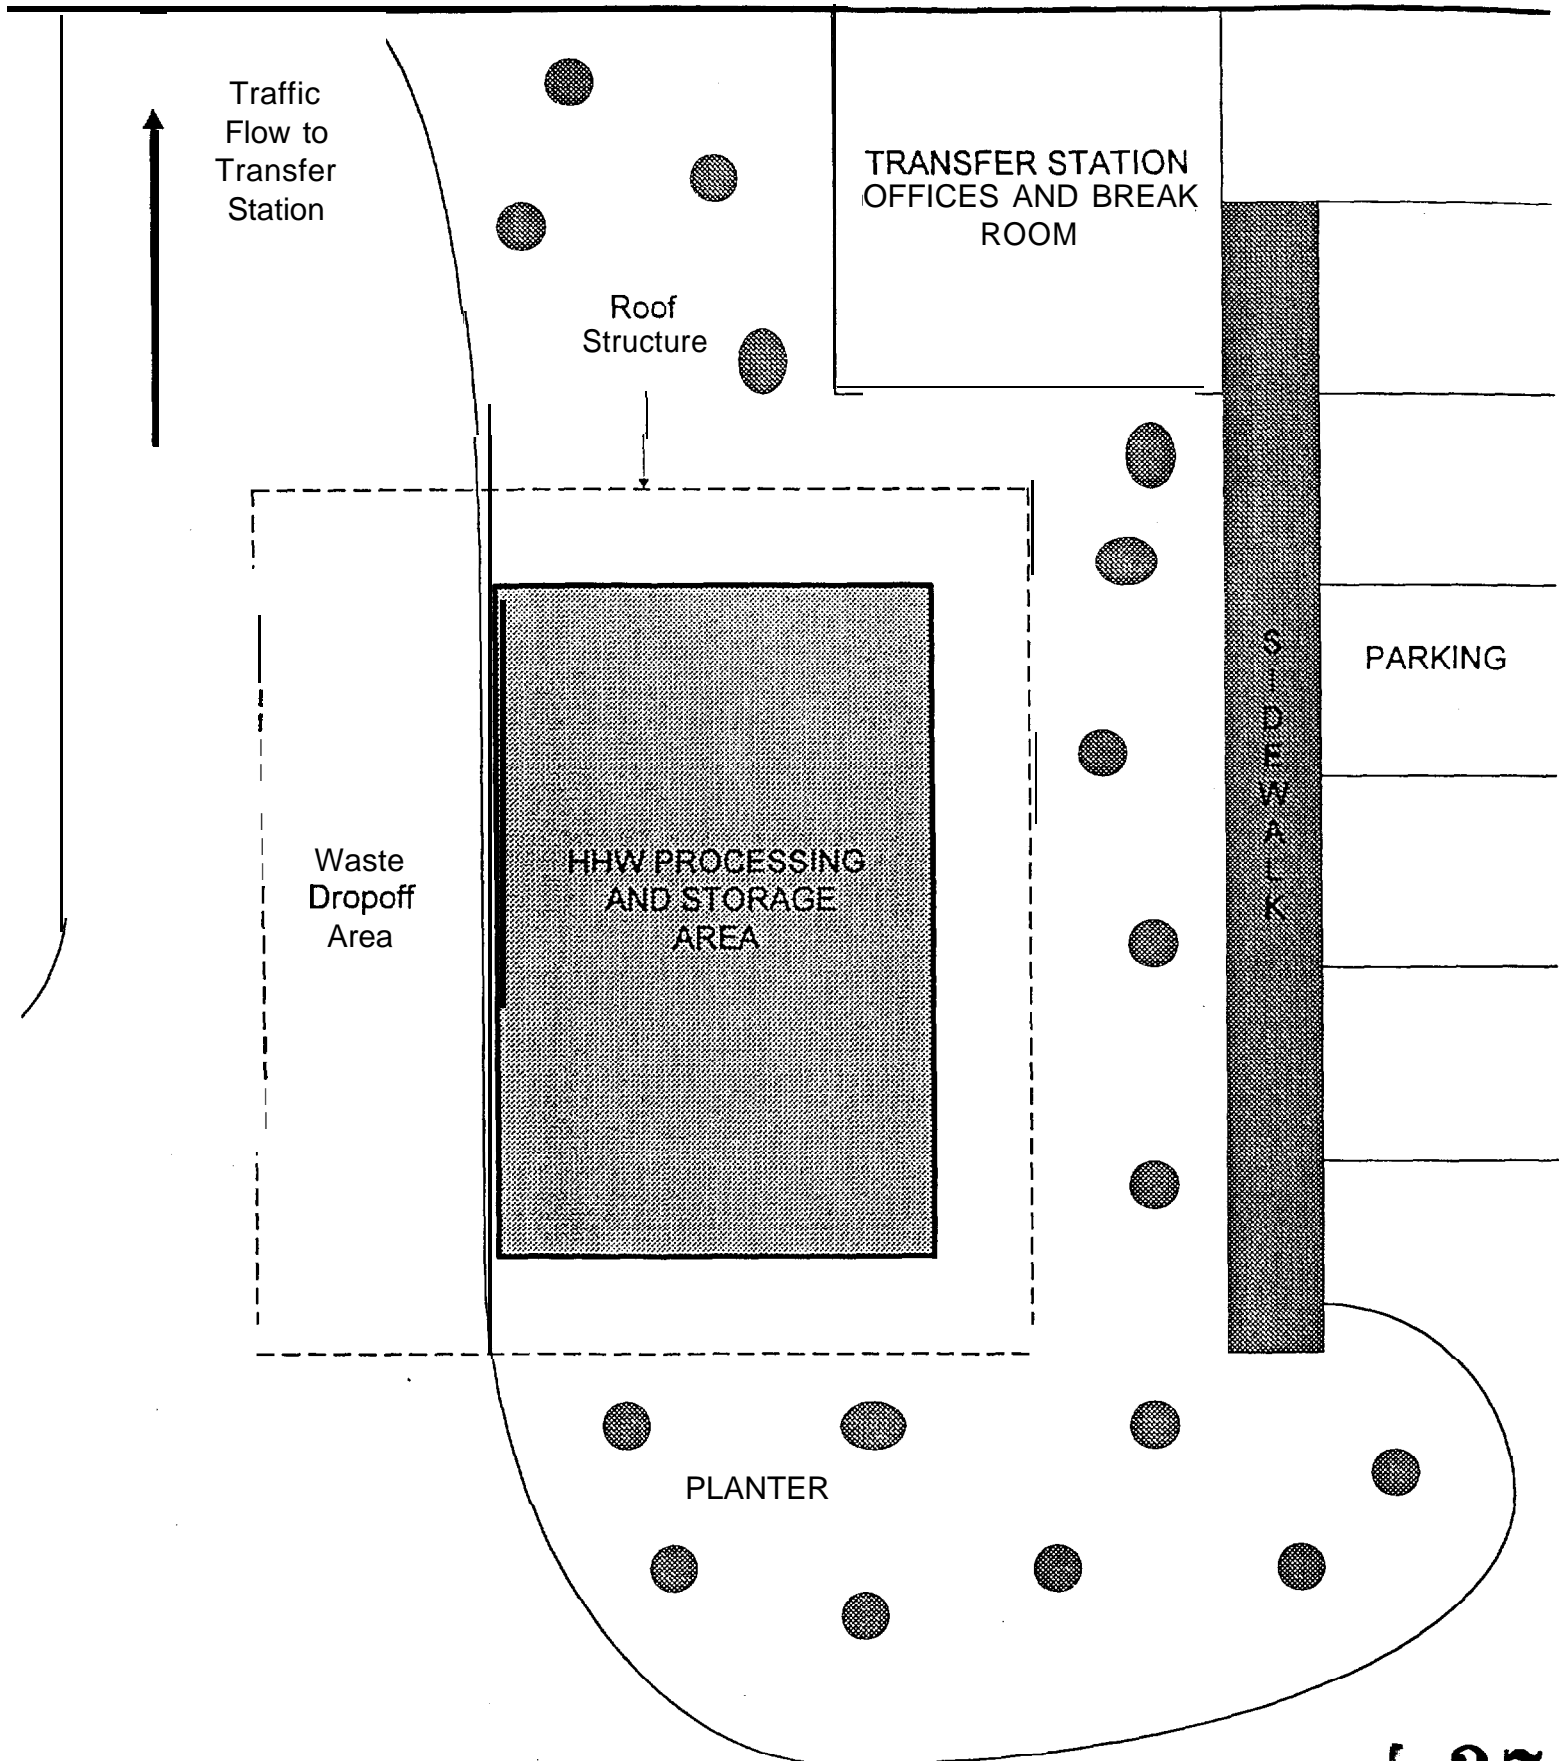 Traffic
Flow to
Transfer
Station
TRANSFER STATION
OFFICES AND BREAK
ROOM
Roof
Structure
SIDEWALK
PARKING
Waste
Dropoff
Area
HHW PROCESSING
AND STORAGE
AREA
PLANTER